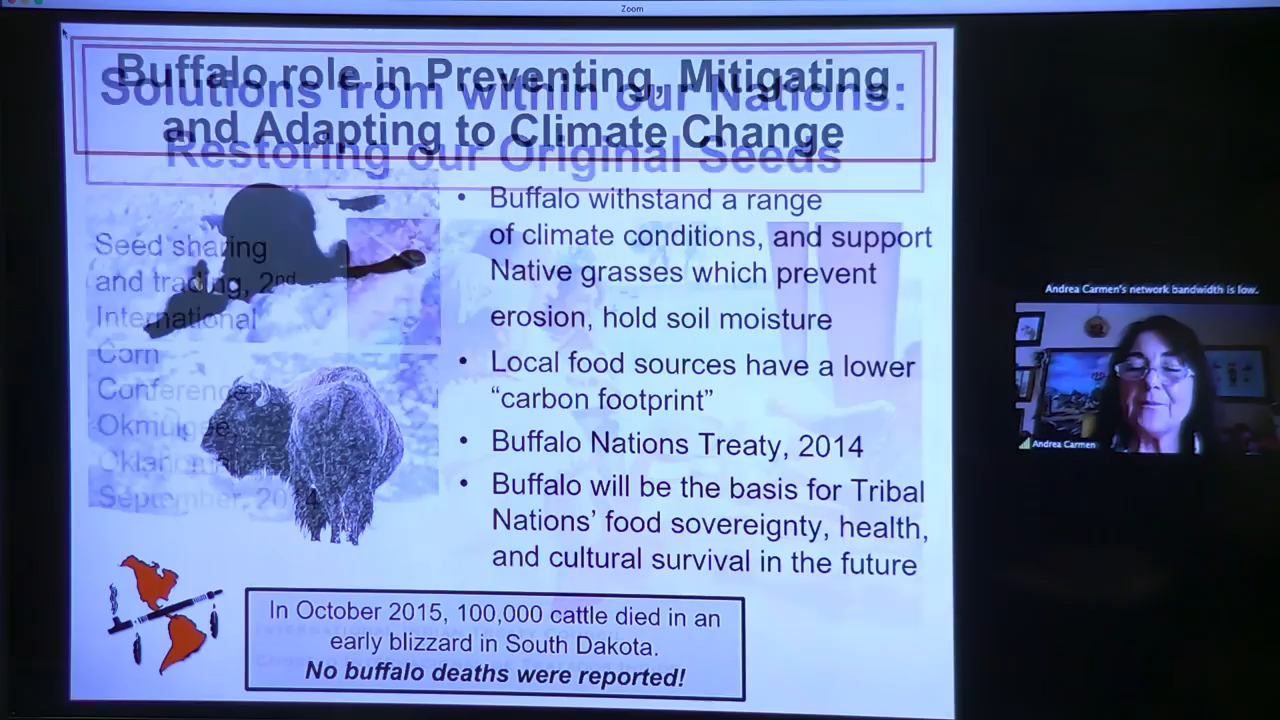 Zoom
Buffalo role in Preventing, Mitigating
and Adapting to Climate Change
Solutions from within our Nations:
Restoring our Original Seeds
Seed sharing
and trading, 2nd
International
Corn
Conference
Okmulgee,
Oklahoma
September, 2014
• Buffalo withstand a range
of climate conditions, and support
Native grasses which prevent
erosion, hold soil moisture
• Local food sources have a lower
“carbon footprint”
• Buffalo Nations Treaty, 2014
• Buffalo will be the basis for Tribal
Nations’ food sovereignty, health,
and cultural survival in the future
In October 2015, 100,000 cattle died in an
early blizzard in South Dakota.
No buffalo deaths were reported!
Andrea Carmen's network bandwidth is low.
Andrea Carmen